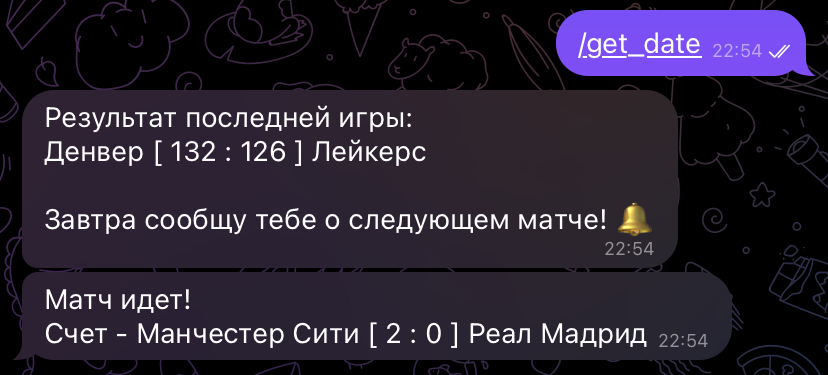 /get_date 22:54
Результат последней игры:
Денвер [ 132 : 126 ] Лейкерс
Завтра сообщу тебе о следующем матче! 🔔
22:54
Матч идет!
Счет - Манчестер Сити [ 2 : 0 ] Реал Мадрид 22:54